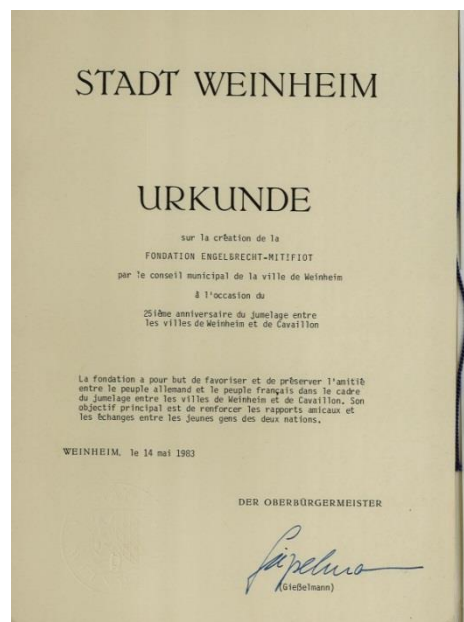 STADT WEINHEIM
URKUNDE
sur la création de la
FONDATION ENGELBRECHT-MITIFIOT
par le conseil municipal de la ville de Weinheim
à l'occasion du
25ième anniversaire du jumelage entre
les villes de Weinheim et de Cavaillon
La fondation a pour but de favoriser et de préserver l'amitié
entre le peuple allemand et le peuple français dans le cadre
du jumelage entre les villes de Weinheim et de Cavaillon. Son
objectif principal est de renforcer les rapports amicaux et
les échanges entre les jeunes gens des deux nations.
WEINHEIM, le 14 mai 1983
DER OBERBÜRGERMEISTER
(Gießelmann)